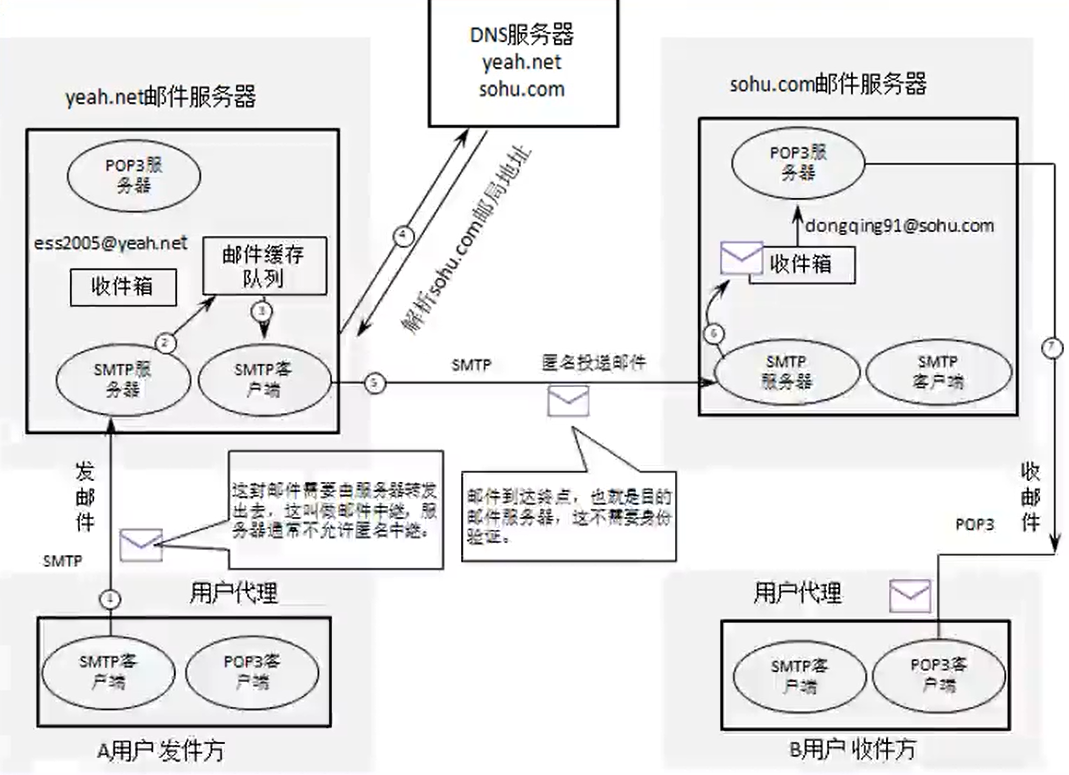 DNS服务器
yeah.net
sohu.com
yeah.net邮件服务器
sohu.com邮件服务器
POP3服
务器
ess2005@yeah.net
收件箱
邮件缓存
队列
2
3
SMTP服
务器
SMTP客
户端
4
解析sohu.com邮局地址
5
SMTP
匿名投递邮件
POP3服
务器
dongqing91@sohu.com
收件箱
6
SMTP
服务器
SMTP
客户端
7
发
邮
件
SMTP
1
这封邮件需要由服务器转发
出去，这叫做邮件中继，服
务器通常不允许匿名中继。
邮件到达终点，也就是目的
邮件服务器，这不需要身份
验证。
收
邮
件
POP3
用户代理
SMTP客
户端
POP3客
户端
A用户 发件方
用户代理
SMTP客
户端
POP3客
户端
B用户 收件方